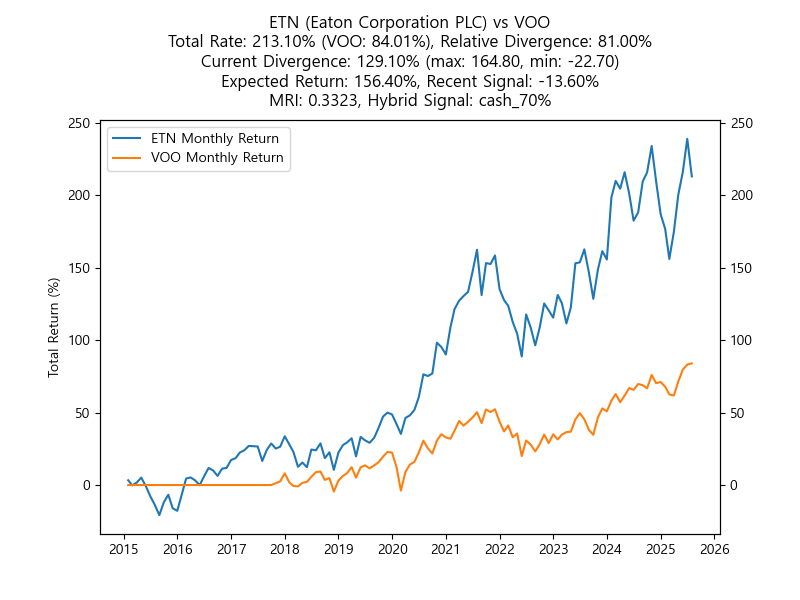 ETN (Eaton Corporation PLC) vs VOO
Total Rate: 213.10% (VOO: 84.01%), Relative Divergence: 81.00%
Current Divergence: 129.10% (max: 164.80, min: -22.70)
Expected Return: 156.40%, Recent Signal: -13.60%
MRI: 0.3323, Hybrid Signal: cash_70%
ETN Monthly Return
VOO Monthly Return
Total Return (%)
250
200
150
100
50
0
250
200
150
100
50
0
2015 2016 2017 2018 2019 2020 2021 2022 2023 2024 2025 2026